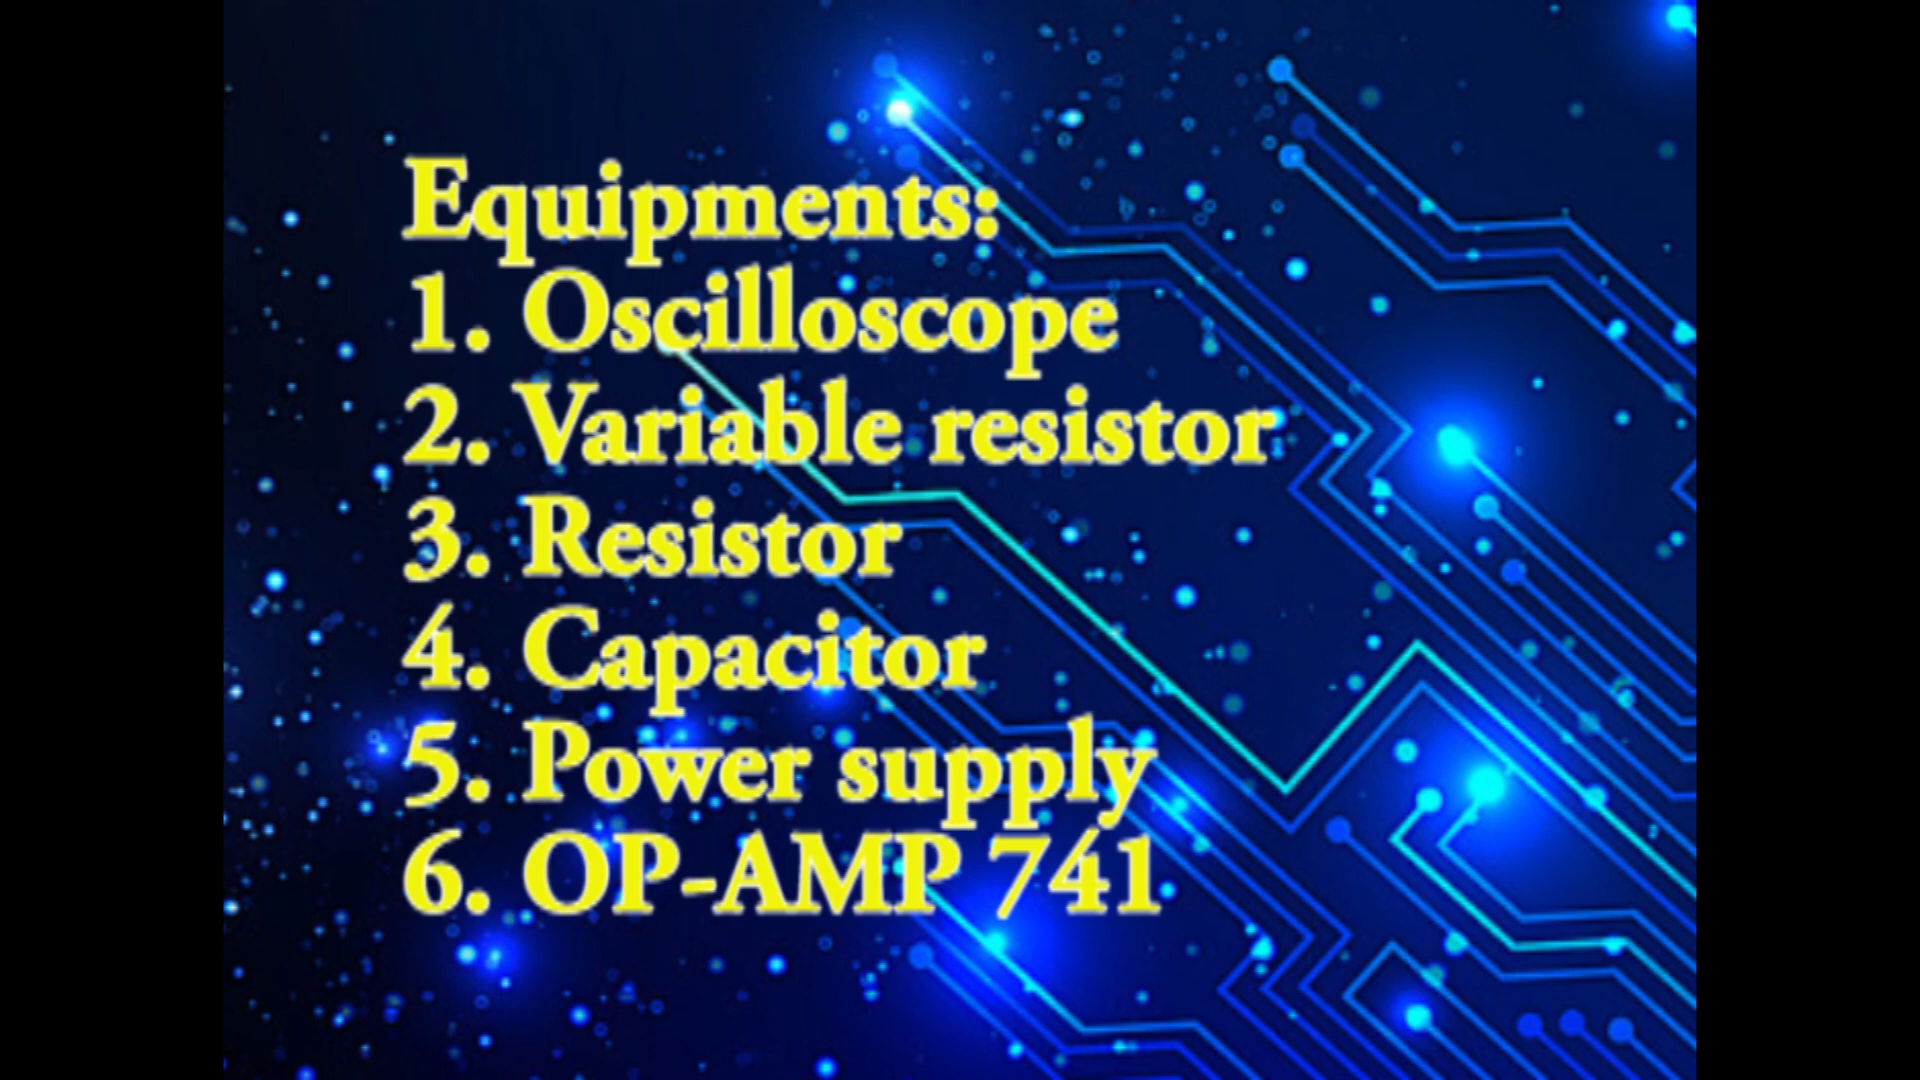 Equipments:
1. Oscilloscope
2. Variable resistor
3. Resistor
4. Capacitor
5. Power supply
6. OP-AMP 741